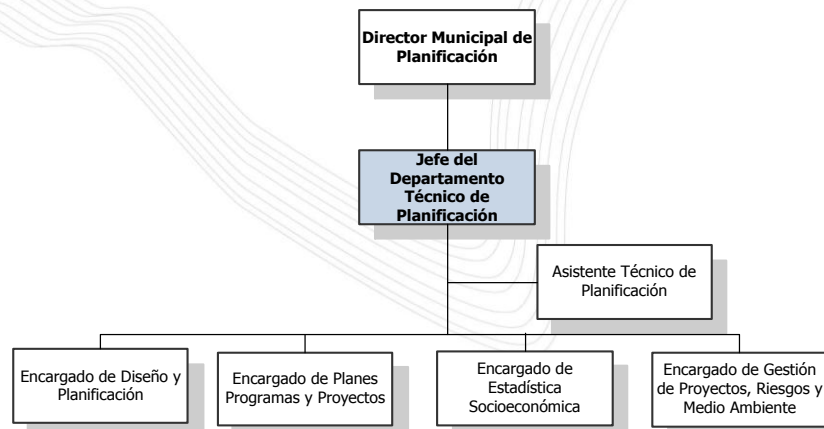 Director Municipal de
Planificación
Jefe del
Departamento
Técnico de
Planificación
Asistente Técnico de
Planificación
Encargado de Diseño y
Planificación
Encargado de Planes
Programas y Proyectos
Encargado de
Estadística
Socioeconómica
Encargado de Gestión
de Proyectos, Riesgos y
Medio Ambiente